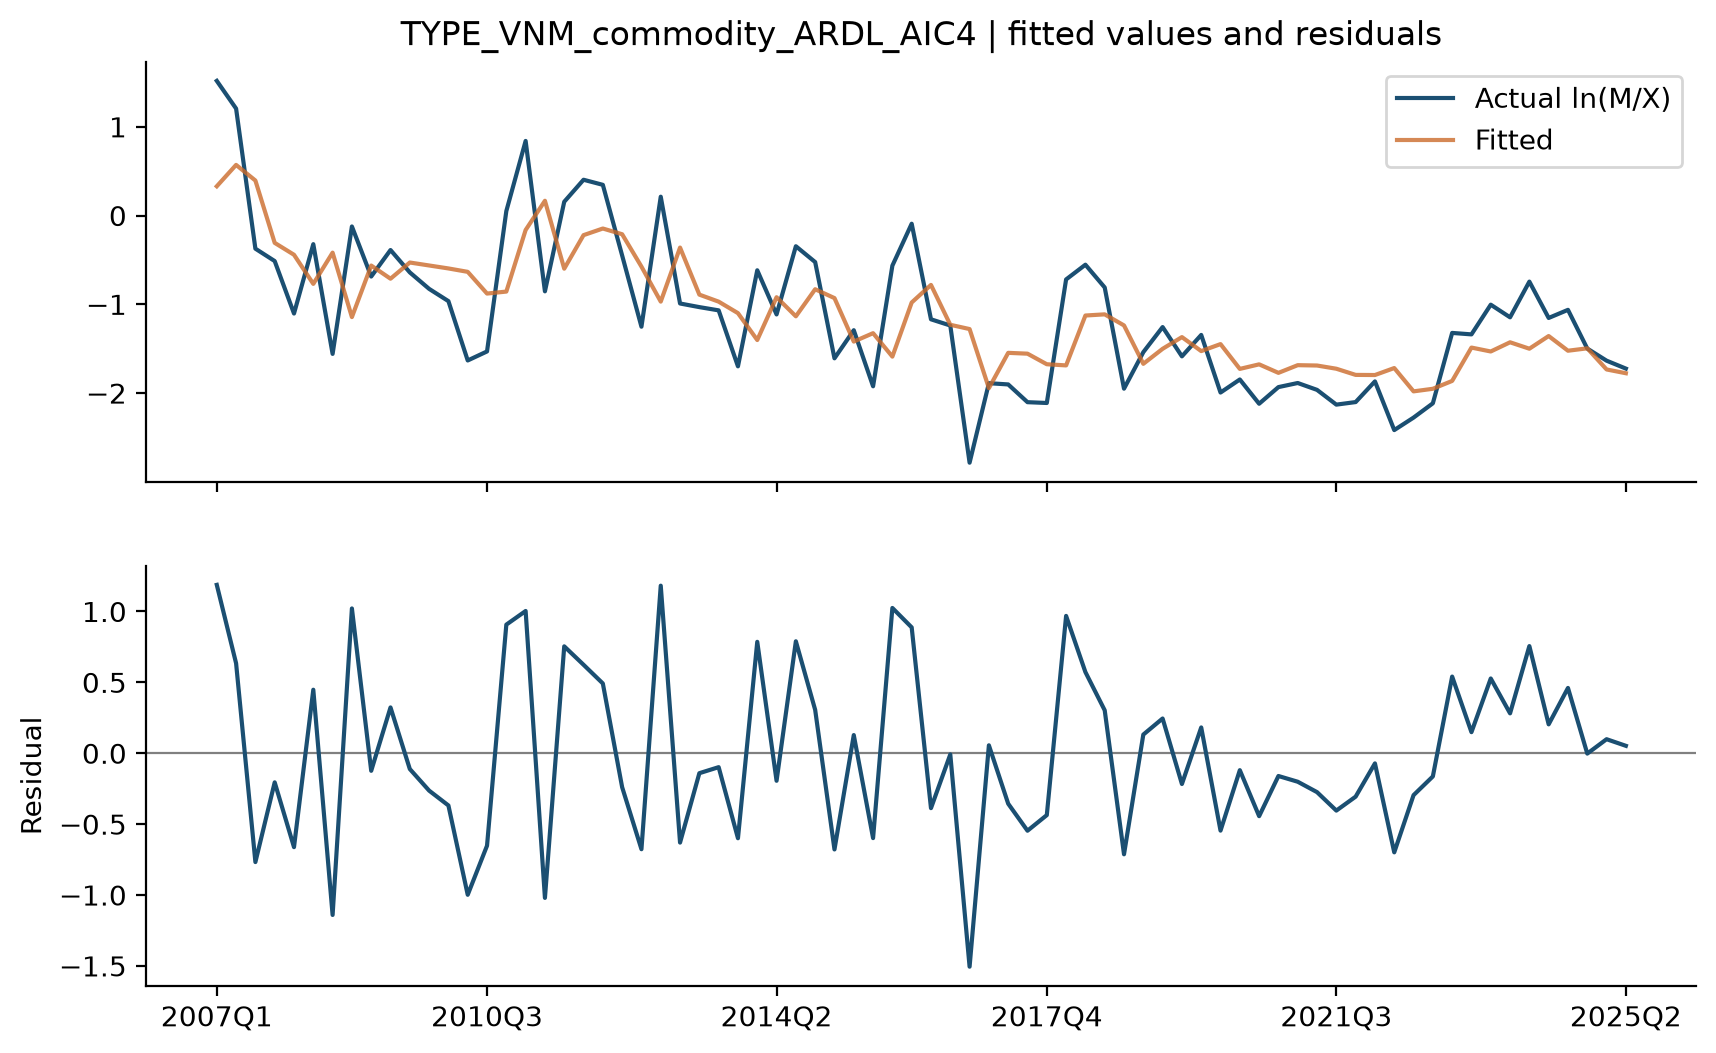 TYPE_VNM_commodity_ARDL_AIC4 | fitted values and residuals
Actual ln(M/X)
Fitted
1
0
−1
−2
Residual
1.0
0.5
0.0
−0.5
−1.0
−1.5
2007Q1 2010Q3 2014Q2 2017Q4 2021Q3 2025Q2